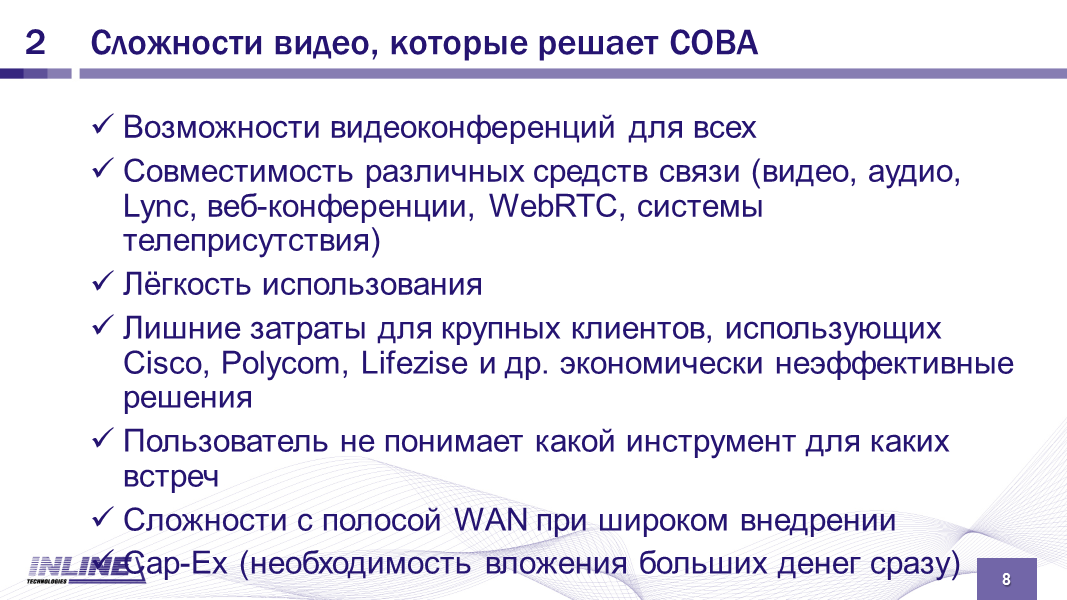 2 Сложности видео, которые решает СОВА
✓ Возможности видеоконференций для всех
✓ Совместимость различных средств связи (видео, аудио,
Lync, веб-конференции, WebRTC, системы
телеприсутствия)
✓ Лёгкость использования
✓ Лишние затраты для крупных клиентов, использующих
Cisco, Polycom, Lifezise и др. экономически неэффективные
решения
✓ Пользователь не понимает какой инструмент для каких
встреч
✓ Сложности с полосой WAN при широком внедрении
✓ Cap-Ex (необходимость вложения больших денег сразу)
INLINE
TECHNOLOGIES
8